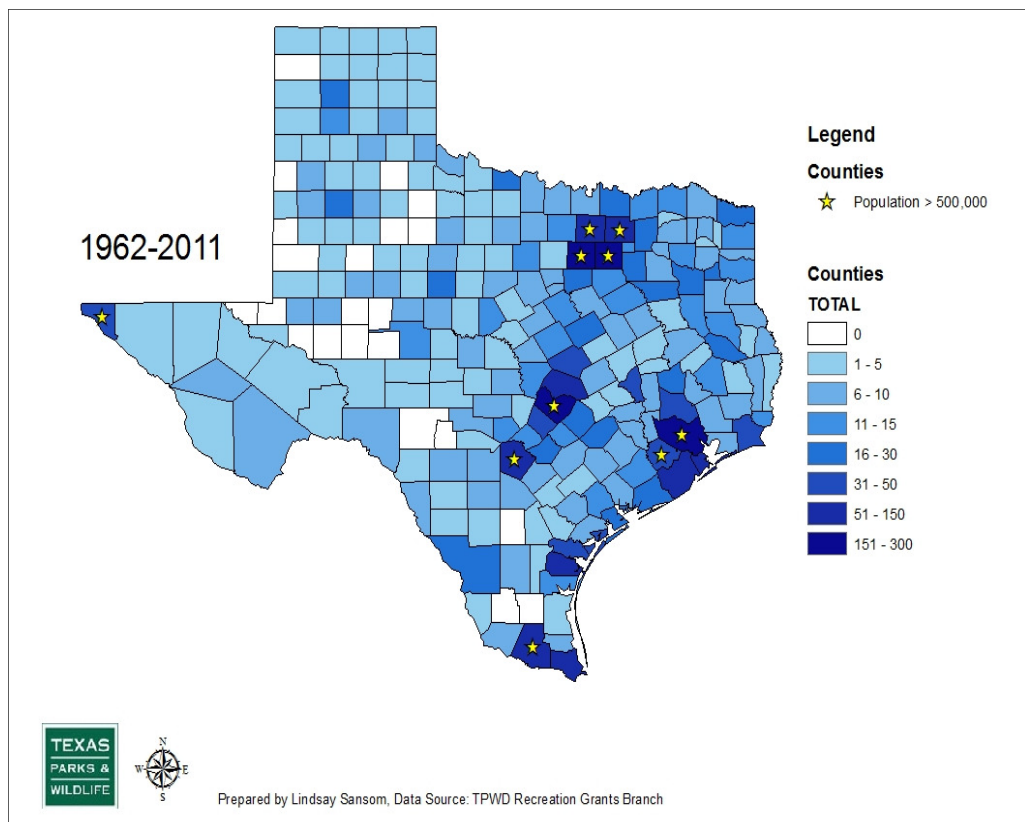 1962-2011
Legend
Counties
Population > 500,000
Counties
TOTAL
0
1 - 5
6 - 10
11 - 15
16 - 30
31 - 50
51 - 150
151 - 300
TEXAS
PARKS &
WILDLIFE
N
W E
S
Prepared by Lindsay Sansom, Data Source: TPWD Recreation Grants Branch